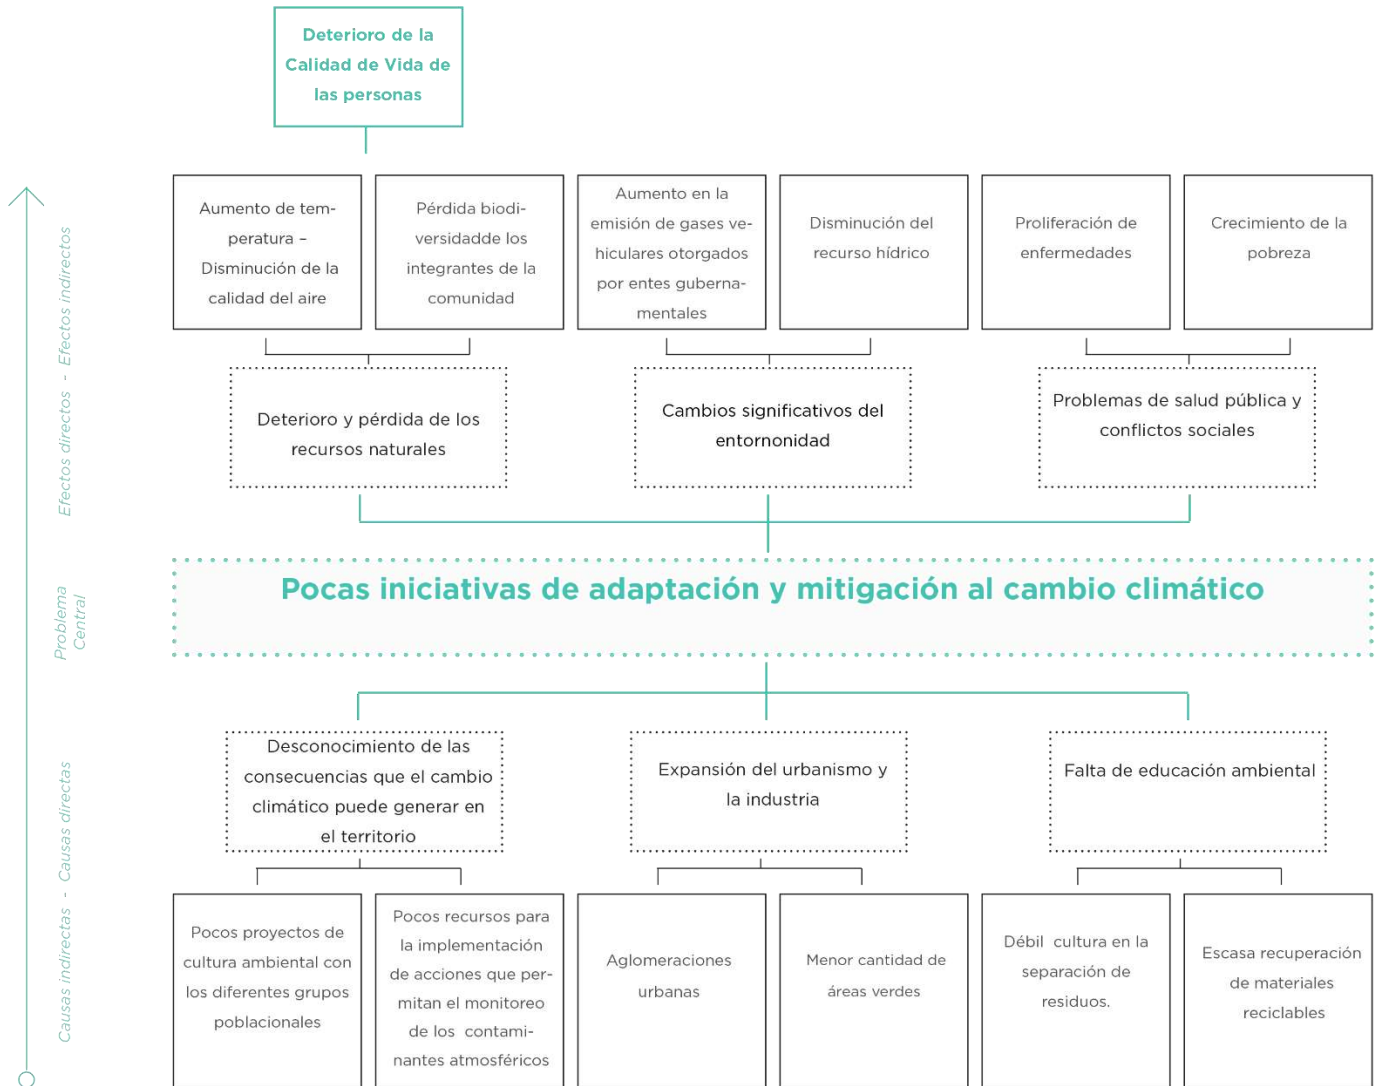 Deterioro de la
Calidad de Vida de
las personas
Aumento de tem-
peratura –
Disminución de la
calidad del aire
Pérdida biodi-
versidadde los
integrantes de la
comunidad
Aumento en la
emisión de gases ve-
hiculares otorgados
por entes guberna-
mentales
Disminución del
recurso hídrico
Proliferación de
enfermedades
Crecimiento de la
pobreza
Efectos directos - Efectos indirectos
Deterioro y pérdida de los
recursos naturales
Cambios significativos del
entornonidad
Problemas de salud pública y
conflictos sociales
Problema
Central
Pocas iniciativas de adaptación y mitigación al cambio climático
Causas indirectas - Causas directas
Desconocimiento de las
consecuencias que el cambio
climático puede generar en
el territorio
Expansión del urbanismo y
la industria
Falta de educación ambiental
Pocos proyectos de
cultura ambiental con
los diferentes grupos
poblacionales
Pocos recursos para
la implementación
de acciones que per-
mitan el monitoreo
de los contami-
nantes atmosféricos
Aglomeraciones
urbanas
Menor cantidad de
áreas verdes
Débil cultura en la
separación de
residuos.
Escasa recuperación
de materiales
reciclables